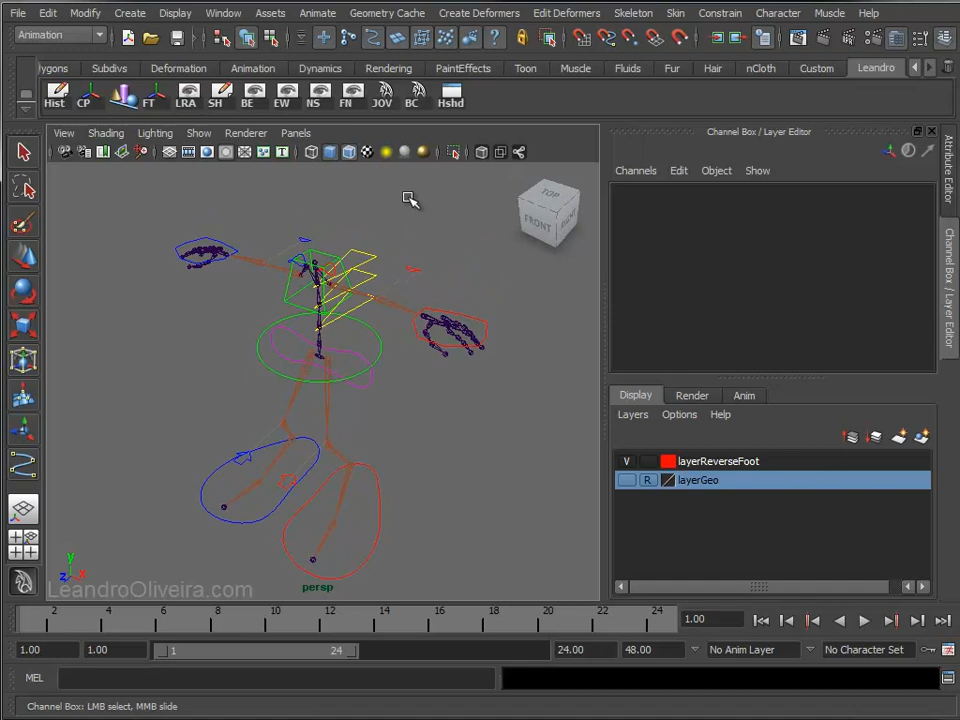 File Edit Modify Create Display Window Assets Animate Geometry Cache Create Deformers Edit Deformers Skeleton Skin Constrain Character Muscle Help
Animation
olygons Subdivs Deformation Animation Dynamics Rendering PaintEffects Toon Muscle Fluids Fur Hair nCloth Custom Leandro
Hist CP FT LRA SH BE EW NS FN JOV BC Hshd
View Shading Lighting Show Renderer Panels
Channel Box / Layer Editor
Channels Edit Object Show
TOP
FRONT
RIGHT
Attribute Editor
Channel Box / Layer Editor
Display Render Anim
Layers Options Help
V layerReverseFoot
R layerGeo
y
z x
LeandroOliveira.com
persp
2 4 6 8 10 12 14 16 18 20 22 24 1.00
1.00 1.00 1 24 24.00 48.00 No Anim Layer No Character Set
MEL
Channel Box: LMB select, MMB slide